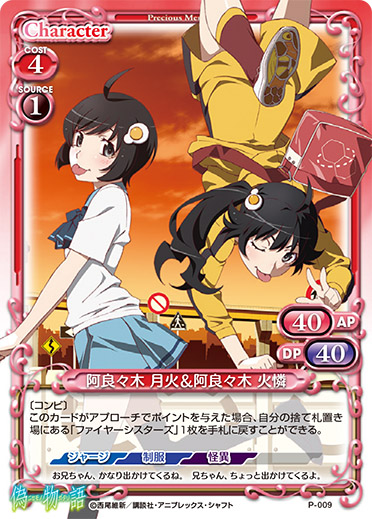 Precious Mem
Character
COST
4
SOURCE
1
40 AP
DP 40
阿良々木 月火＆阿良々木 火憐
［コンビ］
このカードがアプローチでポイントを与えた場合、自分の捨て札置き
場にある「ファイヤーシスターズ」1枚を手札に戻すことができる。
ジャージ 制服 怪異
お兄ちゃん、かなり出かけてくるね。 兄ちゃん、ちょっと出かけてくるよ。
偽物語
©西尾維新／講談社・アニプレックス・シャフト
P-009